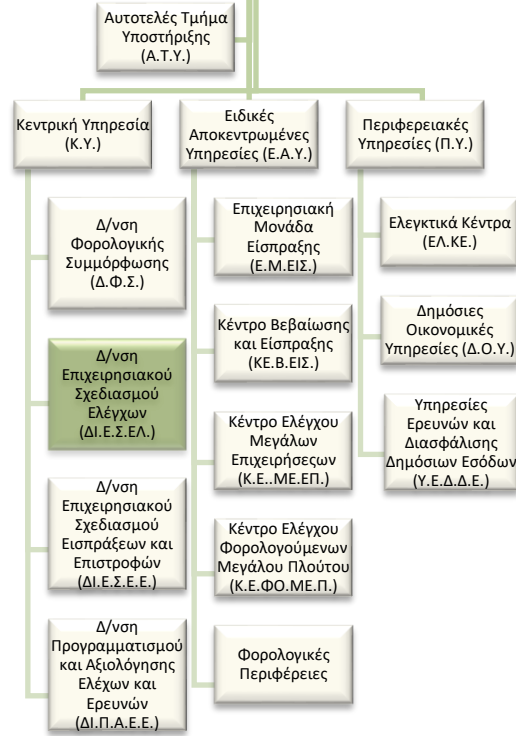 Αυτοτελές Τμήμα
Υποστήριξης
(Α.Τ.Υ.)
Κεντρική Υπηρεσία
(Κ.Υ.)
Δ/νση
Φορολογικής
Συμμόρφωσης
(Δ.Φ.Σ.)
Δ/νση
Επιχειρησιακού
Σχεδιασμού
Ελέγχων
(ΔΙ.Ε.Σ.ΕΛ.)
Δ/νση
Επιχειρησιακού
Σχεδιασμού
Εισπράξεων και
Επιστροφών
(ΔΙ.Ε.Σ.Ε.Ε.)
Δ/νση
Προγραμματισμού
και Αξιολόγησης
Ελέχων και
Ερευνών
(ΔΙ.Π.Α.Ε.Ε.)
Ειδικές
Αποκεντρωμένες
Υπηρεσίες (Ε.Α.Υ.)
Επιχειρησιακή
Μονάδα
Είσπραξης
(Ε.Μ.ΕΙΣ.)
Κέντρο Βεβαίωσης
και Είσπραξης
(ΚΕ.Β.ΕΙΣ.)
Κέντρο Ελέγχου
Μεγάλων
Επιχειρήσεςων
(Κ.Ε..ΜΕ.ΕΠ.)
Κέντρο Ελέγχου
Φορολογούμενων
Μεγάλου Πλούτου
(Κ.Ε.ΦΟ.ΜΕ.Π.)
Φορολογικές
Περιφέρειες
Περιφερειακές
Υπηρεσίες (Π.Υ.)
Ελεγκτικά Κέντρα
(ΕΛ.ΚΕ.)
Δημόσιες
Οικονομικές
Υπηρεσίες (Δ.Ο.Υ.)
Υπηρεσίες
Ερευνών και
Διασφάλισης
Δημόσιων Εσόδων
(Υ.Ε.Δ.Δ.Ε.)